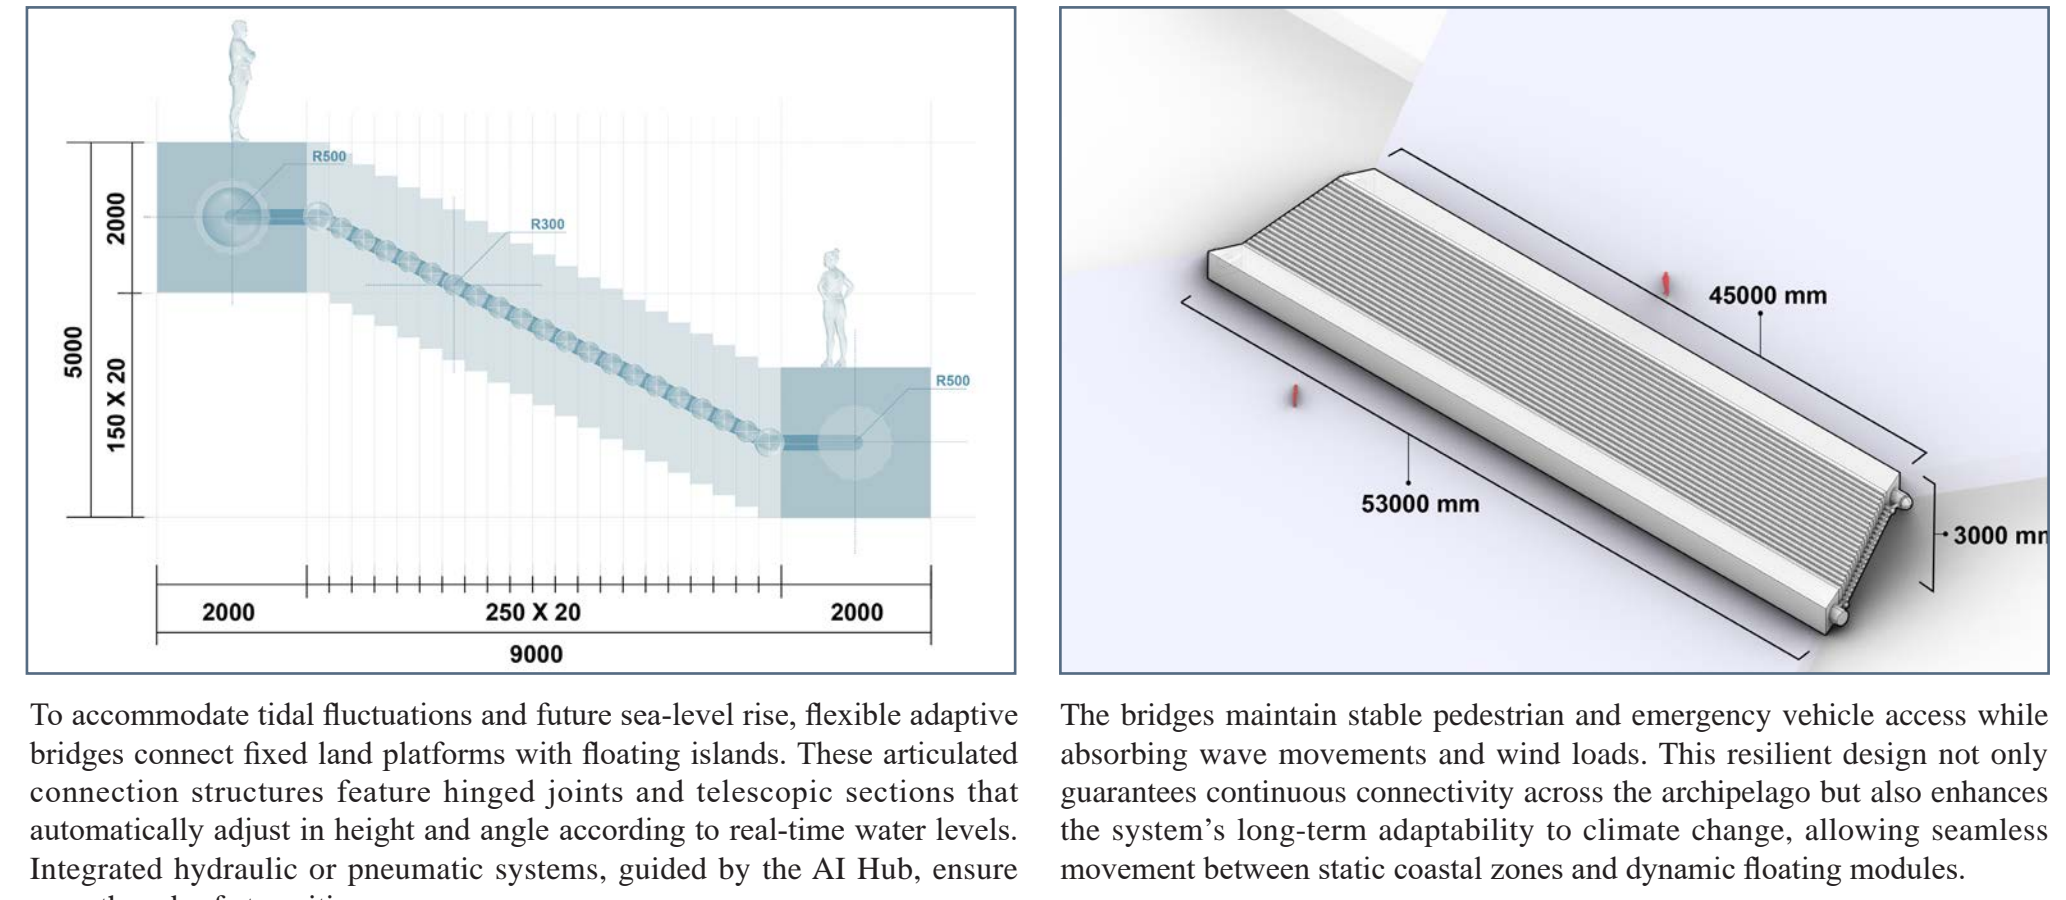 R500
R300
R500
2000
5000
150 X 20
2000
250 X 20
2000
9000
45000 mm
53000 mm
3000
To accommodate tidal fluctuations and future sea-level rise, flexible adaptive
bridges connect fixed land platforms with floating islands. These articulated
connection structures feature hinged joints and telescopic sections that
automatically adjust in height and angle according to real-time water levels.
Integrated hydraulic or pneumatic systems, guided by the AI Hub, ensure
The bridges maintain stable pedestrian and emergency vehicle access while
absorbing wave movements and wind loads. This resilient design not only
guarantees continuous connectivity across the archipelago but also enhances
the system’s long-term adaptability to climate change, allowing seamless
movement between static coastal zones and dynamic floating modules.